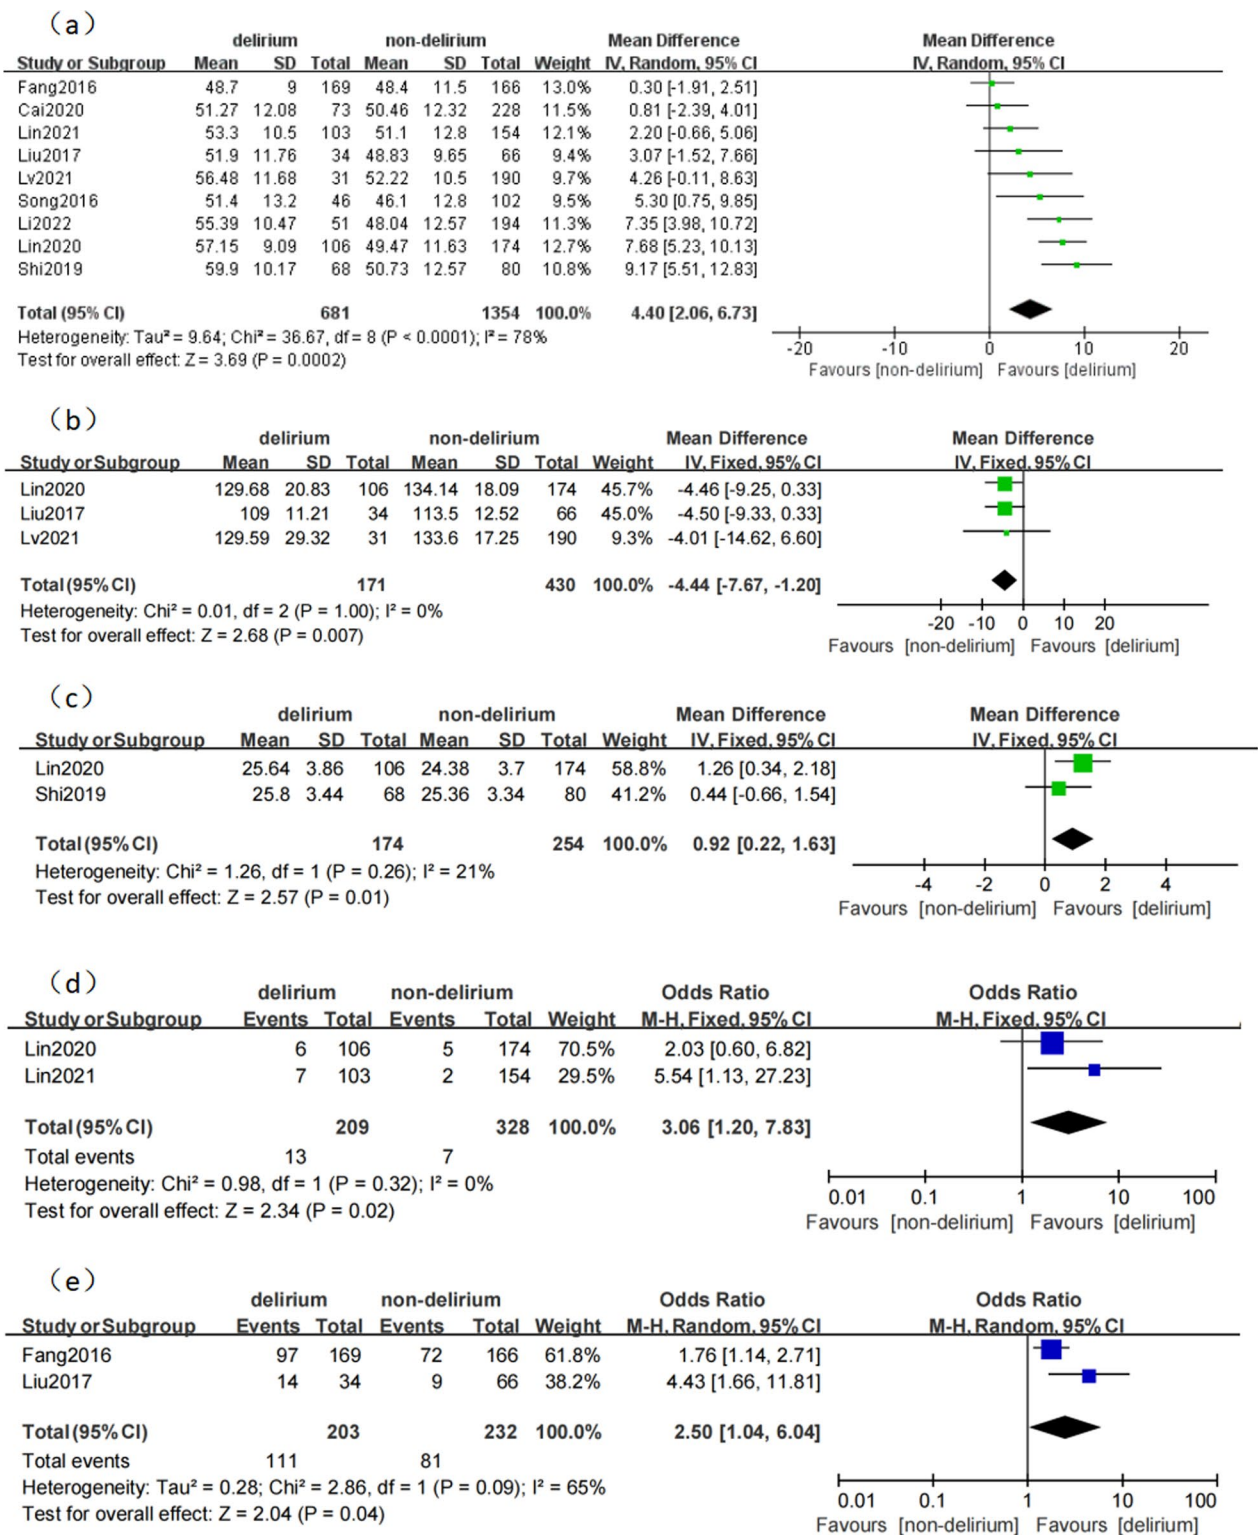 （a）
delirium non-delirium Mean Difference Mean Difference
Study or Subgroup Mean SD Total Mean SD Total Weight IV, Random, 95% CI IV, Random, 95% CI
Fang2016 48.7 9 169 48.4 11.5 166 13.0% 0.30 [-1.91, 2.51]
Cai2020 51.27 12.08 73 50.46 12.32 228 11.5% 0.81 [-2.39, 4.01]
Lin2021 53.3 10.5 103 51.1 12.8 154 12.1% 2.20 [-0.66, 5.06]
Liu2017 51.9 11.76 34 48.83 9.65 66 9.4% 3.07 [-1.52, 7.66]
Lv2021 56.48 11.68 31 52.22 10.5 190 9.7% 4.26 [-0.11, 8.63]
Song2016 51.4 13.2 46 46.1 12.8 102 9.5% 5.30 [0.75, 9.85]
Li2022 55.39 10.47 51 48.04 12.57 194 11.3% 7.35 [3.98, 10.72]
Lin2020 57.15 9.09 106 49.47 11.63 174 12.7% 7.68 [5.23, 10.13]
Shi2019 59.9 10.17 68 50.73 12.57 80 10.8% 9.17 [5.51, 12.83]
Total (95% CI) 681 1354 100.0% 4.40 [2.06, 6.73]
Heterogeneity: Tau² = 9.64; Chi² = 36.67, df = 8 (P < 0.0001); I² = 78%
Test for overall effect: Z = 3.69 (P = 0.0002)
-20 -10 0 10 20
Favours [non-delirium] Favours [delirium]
（b）
delirium non-delirium Mean Difference Mean Difference
Study or Subgroup Mean SD Total Mean SD Total Weight IV, Fixed, 95% CI IV, Fixed, 95% CI
Lin2020 129.68 20.83 106 134.14 18.09 174 45.7% -4.46 [-9.25, 0.33]
Liu2017 109 11.21 34 113.5 12.52 66 45.0% -4.50 [-9.33, 0.33]
Lv2021 129.59 29.32 31 133.6 17.25 190 9.3% -4.01 [-14.62, 6.60]
Total (95% CI) 171 430 100.0% -4.44 [-7.67, -1.20]
Heterogeneity: Chi² = 0.01, df = 2 (P = 1.00); I² = 0%
Test for overall effect: Z = 2.68 (P = 0.007)
-20 -10 0 10 20
Favours [non-delirium] Favours [delirium]
（c）
delirium non-delirium Mean Difference Mean Difference
Study or Subgroup Mean SD Total Mean SD Total Weight IV, Fixed, 95% CI IV, Fixed, 95% CI
Lin2020 25.64 3.86 106 24.38 3.7 174 58.8% 1.26 [0.34, 2.18]
Shi2019 25.8 3.44 68 25.36 3.34 80 41.2% 0.44 [-0.66, 1.54]
Total (95% CI) 174 254 100.0% 0.92 [0.22, 1.63]
Heterogeneity: Chi² = 1.26, df = 1 (P = 0.26); I² = 21%
Test for overall effect: Z = 2.57 (P = 0.01)
-4 -2 0 2 4
Favours [non-delirium] Favours [delirium]
（d）
delirium non-delirium Odds Ratio Odds Ratio
Study or Subgroup Events Total Events Total Weight M-H, Fixed, 95% CI M-H, Fixed, 95% CI
Lin2020 6 106 5 174 70.5% 2.03 [0.60, 6.82]
Lin2021 7 103 2 154 29.5% 5.54 [1.13, 27.23]
Total (95% CI) 209 328 100.0% 3.06 [1.20, 7.83]
Total events 13 7
Heterogeneity: Chi² = 0.98, df = 1 (P = 0.32); I² = 0%
Test for overall effect: Z = 2.34 (P = 0.02)
0.01 0.1 1 10 100
Favours [non-delirium] Favours [delirium]
（e）
delirium non-delirium Odds Ratio Odds Ratio
Study or Subgroup Events Total Events Total Weight M-H, Random, 95% CI M-H, Random, 95% CI
Fang2016 97 169 72 166 61.8% 1.76 [1.14, 2.71]
Liu2017 14 34 9 66 38.2% 4.43 [1.66, 11.81]
Total (95% CI) 203 232 100.0% 2.50 [1.04, 6.04]
Total events 111 81
Heterogeneity: Tau² = 0.28; Chi² = 2.86, df = 1 (P = 0.09); I² = 65%
Test for overall effect: Z = 2.04 (P = 0.04)
0.01 0.1 1 10 100
Favours [non-delirium] Favours [delirium]